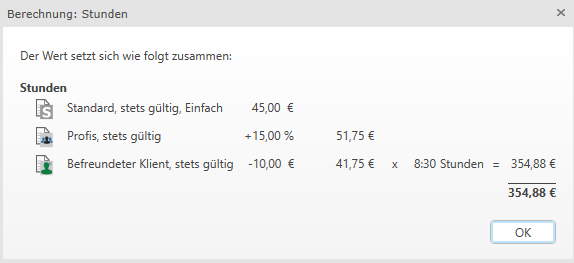 Berechnung: Stunden
Der Wert setzt sich wie folgt zusammen:
Stunden
Standard, stets gültig, Einfach 45,00 €
Profis, stets gültig +15,00 % 51,75 €
Befreundeter Klient, stets gültig -10,00 € 41,75 € x 8:30 Stunden = 354,88 €
354,88 €
OK